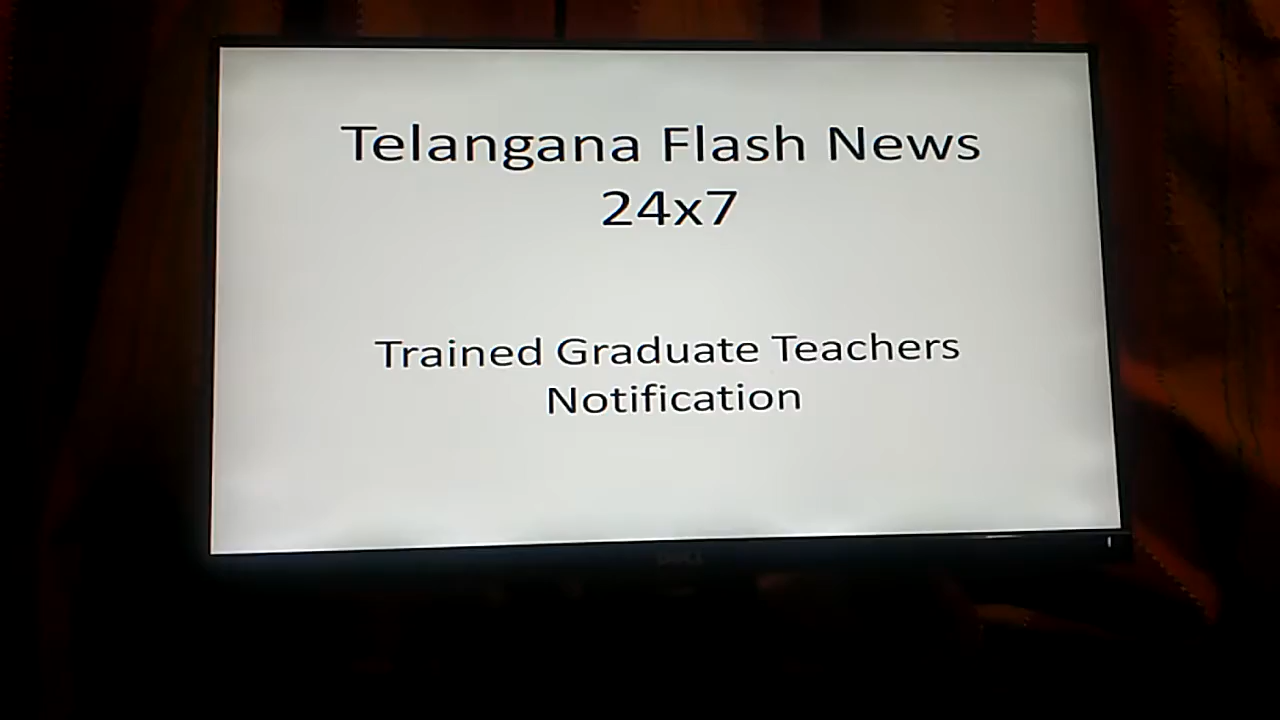 Telangana Flash News
24x7
Trained Graduate Teachers
Notification